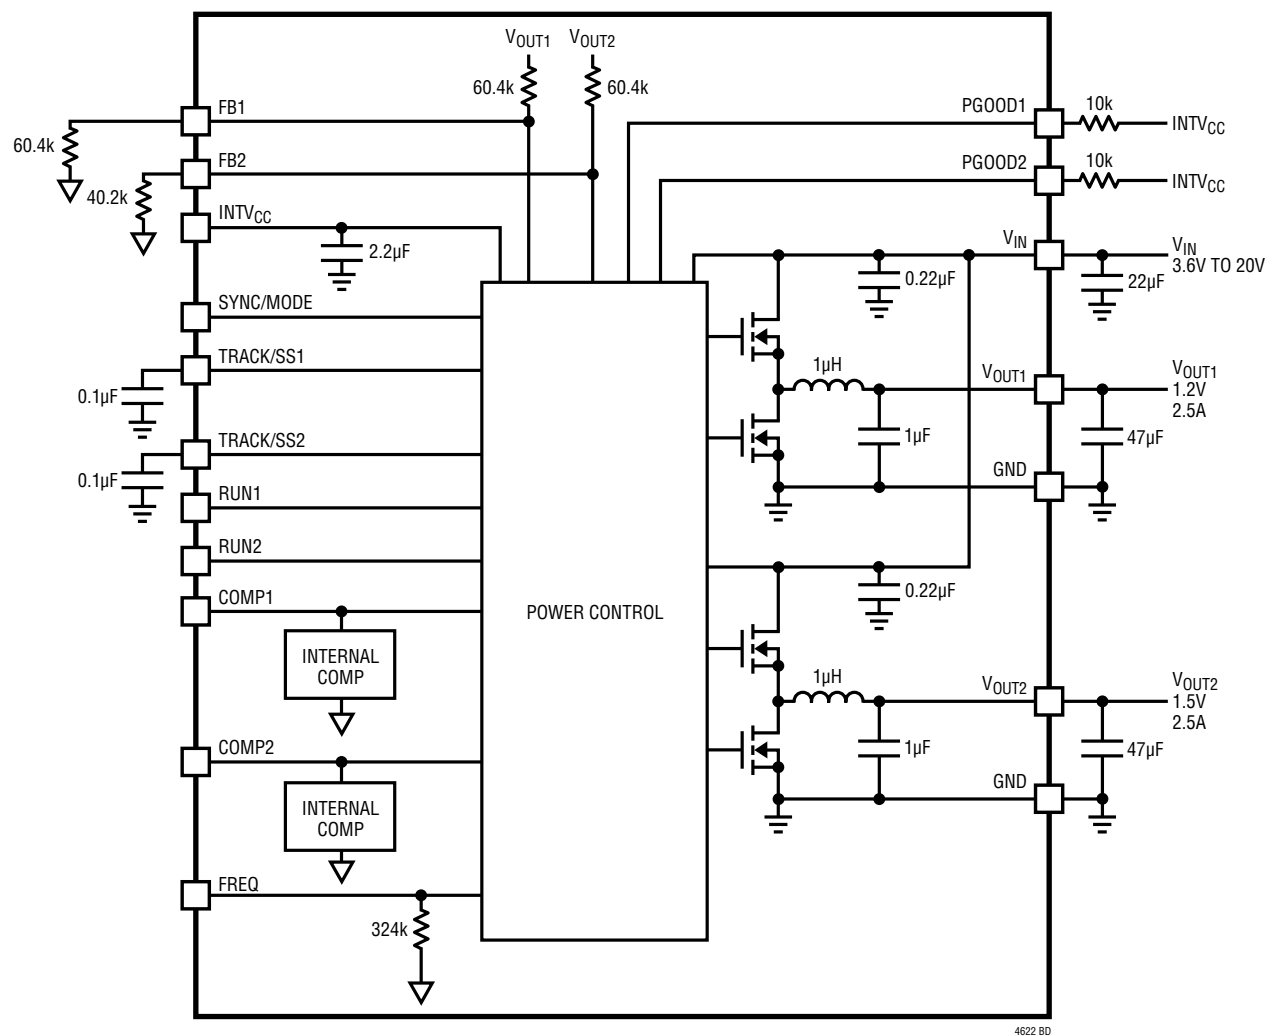 VOUT1
VOUT2
60.4k
60.4k
FB1
60.4k
FB2
40.2k
INTVCC
2.2µF
SYNC/MODE
TRACK/SS1
0.1µF
TRACK/SS2
0.1µF
RUN1
RUN2
COMP1
INTERNAL
COMP
COMP2
INTERNAL
COMP
FREQ
324k
POWER CONTROL
PGOOD1
10k
INTVCC
PGOOD2
10k
INTVCC
VIN
VIN
3.6V TO 20V
0.22µF
22µF
1µH
VOUT1
VOUT1
1.2V
2.5A
1µF
47µF
GND
0.22µF
1µH
VOUT2
VOUT2
1.5V
2.5A
1µF
47µF
GND
4622 BD